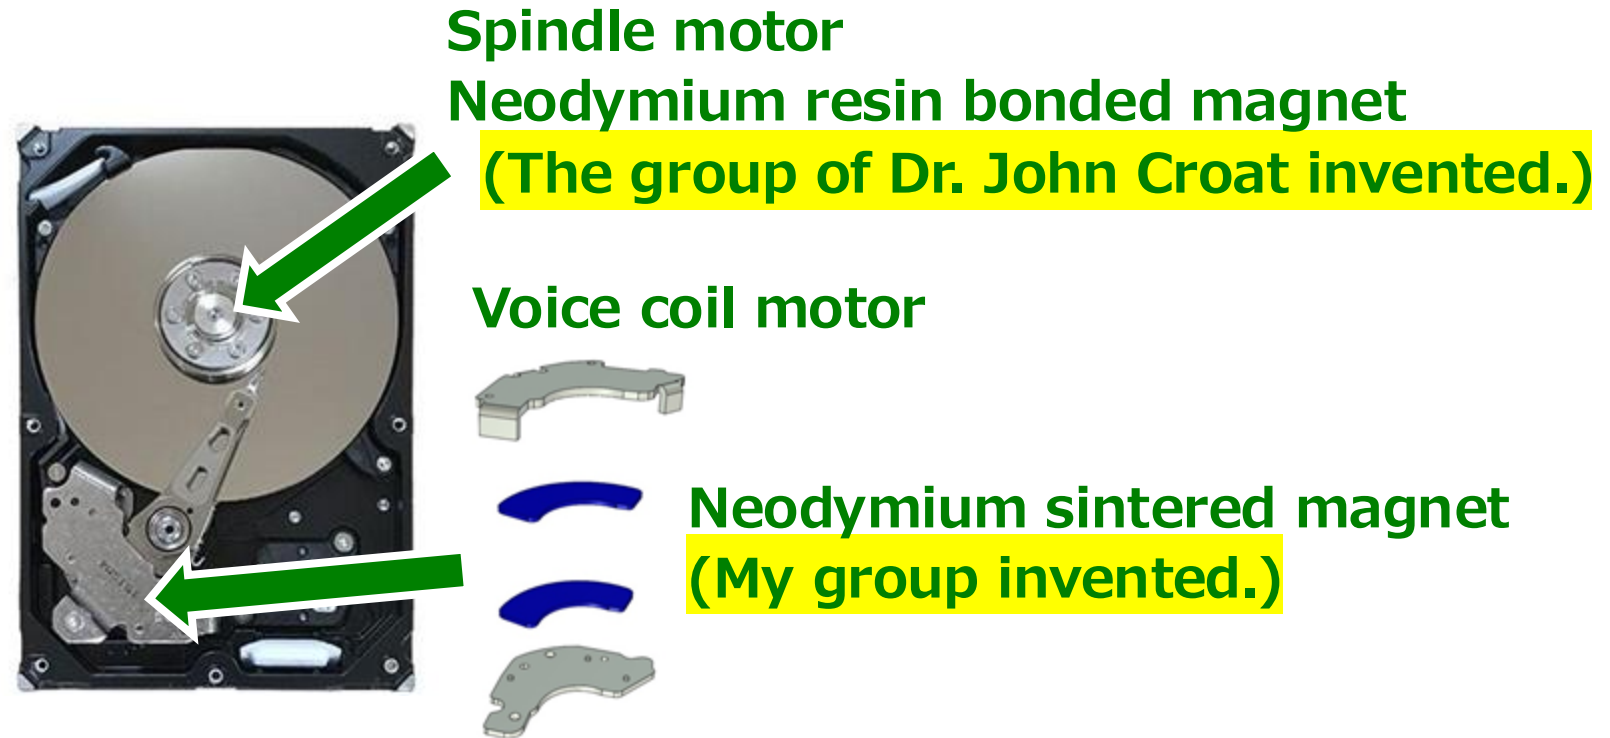 Spindle motor
Neodymium resin bonded magnet
(The group of Dr. John Croat invented.)
Voice coil motor
Neodymium sintered magnet
(My group invented.)